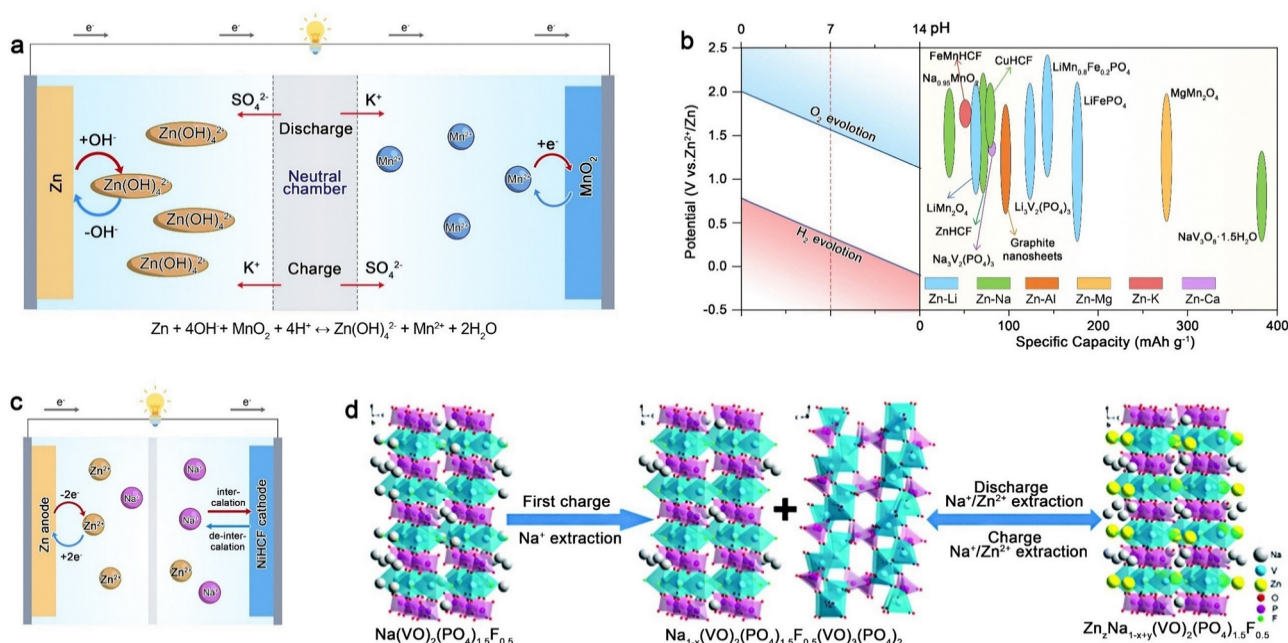 a
e⁻
e⁻
e⁻
e⁻
Zn
+OH⁻
-OH⁻
Zn(OH)₄²⁻
Zn(OH)₄²⁻
Zn(OH)₄²⁻
Zn(OH)₄²⁻
SO₄²⁻
K⁺
Discharge
Neutral
chamber
Charge
K⁺
SO₄²⁻
Mn²⁺
Mn²⁺
Mn²⁺
Mn²⁺
+e⁻
MnO₂
Zn + 4OH⁻+ MnO₂ + 4H⁺ ↔ Zn(OH)₄²⁻ + Mn²⁺ + 2H₂O
b
0
7
14 pH
2.5
2.0
1.5
1.0
0.5
0.0
-0.5
Potential (V vs.Zn²⁺/Zn)
O₂ evolotion
H₂ evolotion
FeMnHCF
CuHCF
Na₀.₉₅MnO₂
LiMn₀.₈Fe₀.₂PO₄
LiFePO₄
MgMn₂O₄
LiMn₂O₄
ZnHCF
Na₃V₂(PO₄)₃
Li₃V₂(PO₄)₃
Graphite
nanosheets
NaV₃O₈·1.5H₂O
Zn-Li
Zn-Na
Zn-Al
Zn-Mg
Zn-K
Zn-Ca
100
200
300
400
Specific Capacity (mAh g⁻¹)
c
e⁻
e⁻
Zn anode
-2e⁻
+2e⁻
Zn²⁺
Zn²⁺
Zn²⁺
Zn²⁺
Na⁺
Na⁺
Na⁺
Na⁺
inter-
calation
de-inter-
calation
NiHCF cathode
d
First charge
Na⁺ extraction
+
Discharge
Na⁺/Zn²⁺ extraction
Charge
Na⁺/Zn²⁺ extraction
Na
V
Zn
O
P
F
Na(VO)₂(PO₄)₁.₅F₀.₅
Na₁₋ₓ(VO)₂(PO₄)₁.₅F₀.₅(VO)₃(PO₄)₂
ZnᵧNa₁₋ₓ₊ᵧ(VO)₂(PO₄)₁.₅F₀.₅